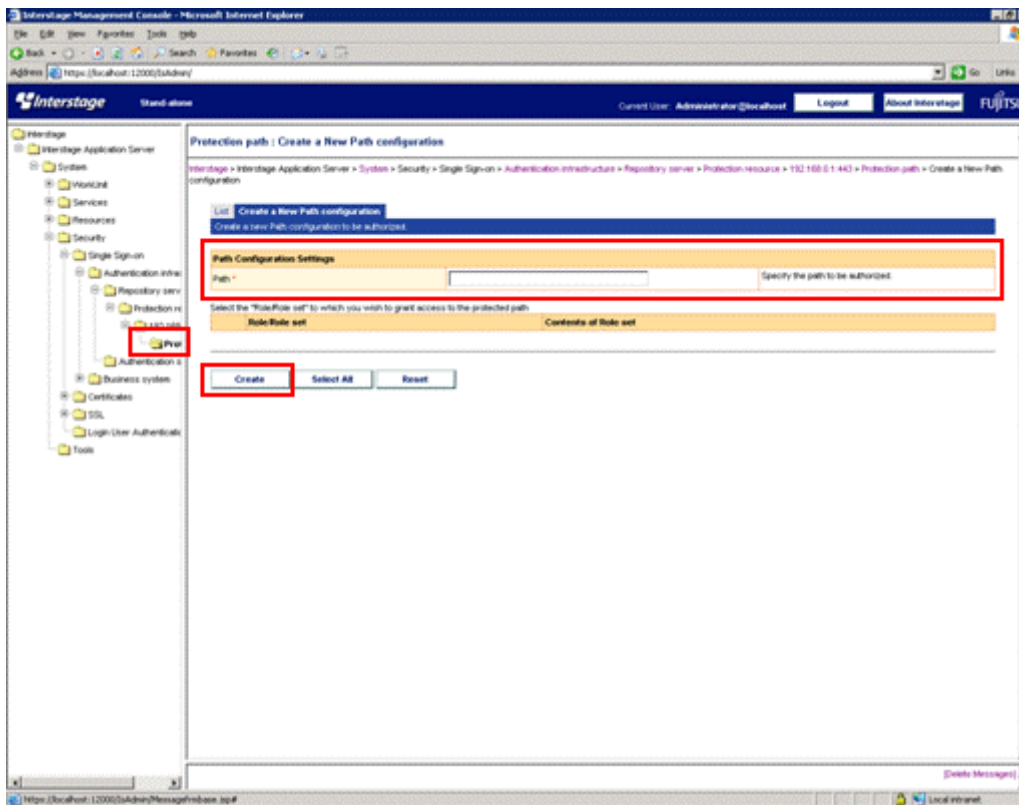 Interstage Management Console - Microsoft Internet Explorer
File Edit View Favorites Tools Help
Back Search Favorites
Address https://localhost:12000/IsAdmin/ Go Links
Interstage Stand-alone Current User: Administrator@localhost Logout About Interstage FUJITS
Interstage
Interstage Application Server
System
WorkUnit
Services
Resources
Security
Single Sign-on
Authentication infra
Repository serv
Protection re
Prot
Authentication s
Business system
Certificates
SSL
Login User Authenticatic
Tools
Protection path : Create a New Path configuration
Interstage > Interstage Application Server > System > Security > Single Sign-on > Authentication infrastructure > Repository server > Protection resource > 192.168.0.1:443 > Protection path > Create a New Path
configuration
List Create a New Path configuration
Create a new Path configuration to be authorized.
Path Configuration Settings
Path * Specify the path to be authorized.
Select the "Role/Role set" to which you wish to grant access to the protected path
Role/Role set Contents of Role set
Create Select All Reset
[Delete Messages]
https://localhost:12000/IsAdmin/MessageFrmbase.jsp# Local intranet